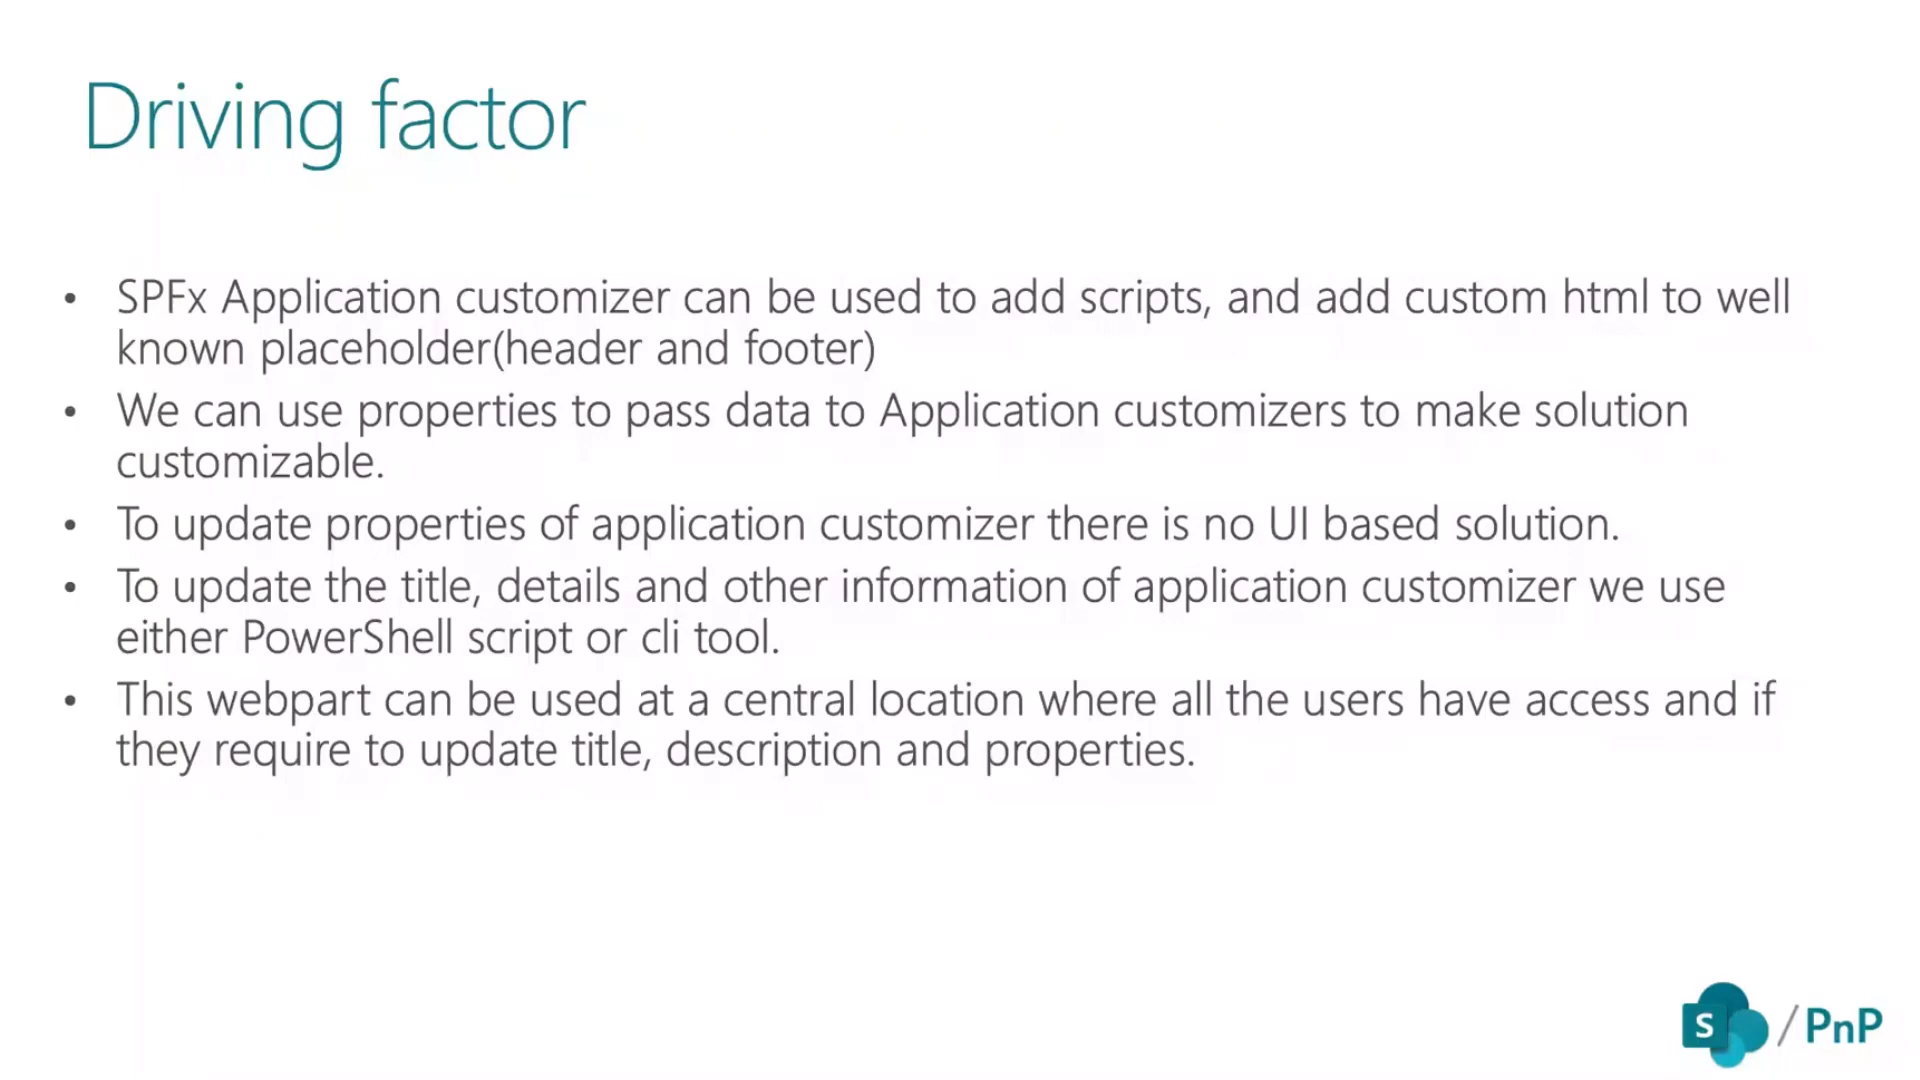 Driving factor
• SPFx Application customizer can be used to add scripts, and add custom html to well
known placeholder(header and footer)
• We can use properties to pass data to Application customizers to make solution
customizable.
• To update properties of application customizer there is no UI based solution.
• To update the title, details and other information of application customizer we use
either PowerShell script or cli tool.
• This webpart can be used at a central location where all the users have access and if
they require to update title, description and properties.
S / PnP